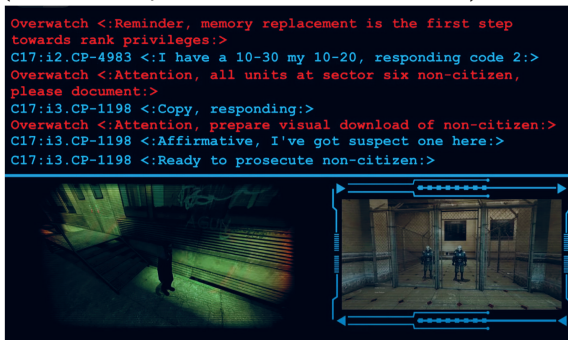 Overwatch <:Reminder, memory replacement is the first step
towards rank privileges:>
C17:i2.CP-4983 <:I have a 10-30 my 10-20, responding code 2:>
Overwatch <:Attention, all units at sector six non-citizen,
please document:>
C17:i3.CP-1198 <:Copy, responding:>
Overwatch <:Attention, prepare visual download of non-citizen:>
C17:i3.CP-1198 <:Affirmative, I've got suspect one here:>
C17:i3.CP-1198 <:Ready to prosecute non-citizen:>